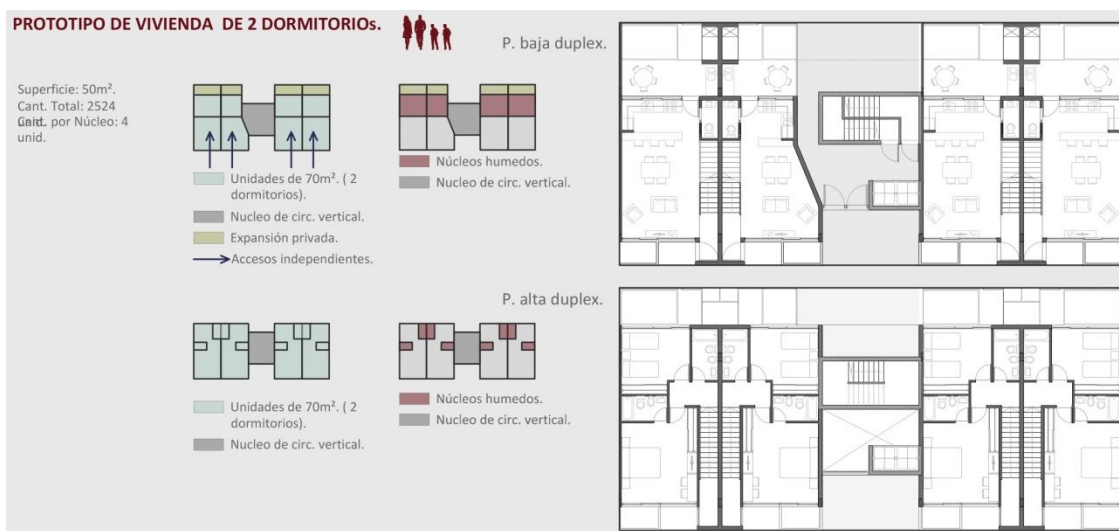 PROTOTIPO DE VIVIENDA DE 2 DORMITORIOs.
Superficie: 50m².
Cant. Total: 2524
Cant. por Núcleo: 4
unid.
Unidades de 70m². ( 2
dormitorios).
Nucleo de circ. vertical.
Expansión privada.
Accesos independientes.
Núcleos humedos.
Nucleo de circ. vertical.
P. baja duplex.
Unidades de 70m². ( 2
dormitorios).
Nucleo de circ. vertical.
Núcleos humedos.
Nucleo de circ. vertical.
P. alta duplex.